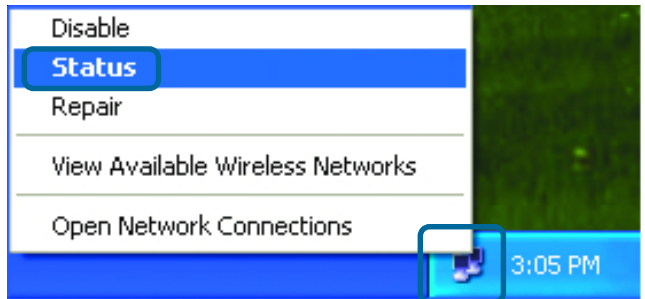 Disable
Status
Repair
View Available Wireless Networks
Open Network Connections
3:05 PM